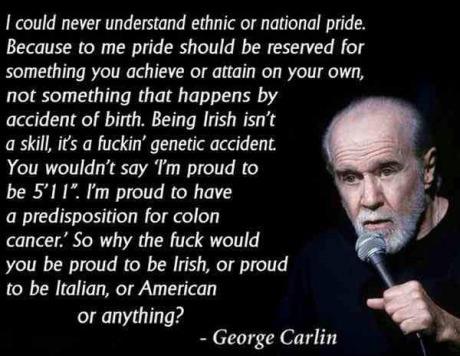 I could never understand ethnic or national pride.
Because to me pride should be reserved for
something you achieve or attain on your own,
not something that happens by
accident of birth. Being Irish isn't
a skill, it's a fuckin' genetic accident.
You wouldn't say 'I'm proud to
be 5'11". I'm proud to have
a predisposition for colon
cancer.' So why the fuck would
you be proud to be Irish, or proud
to be Italian, or American
or anything?
- George Carlin